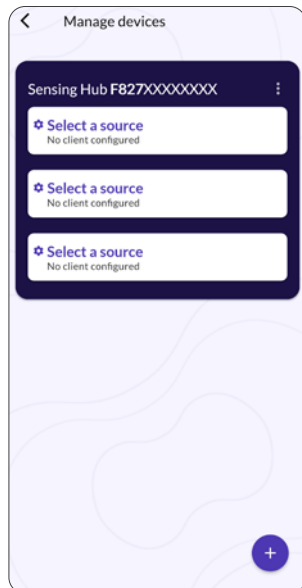 Manage devices
Sensing Hub F827XXXXXXXX
Select a source
No client configured
Select a source
No client configured
Select a source
No client configured
+